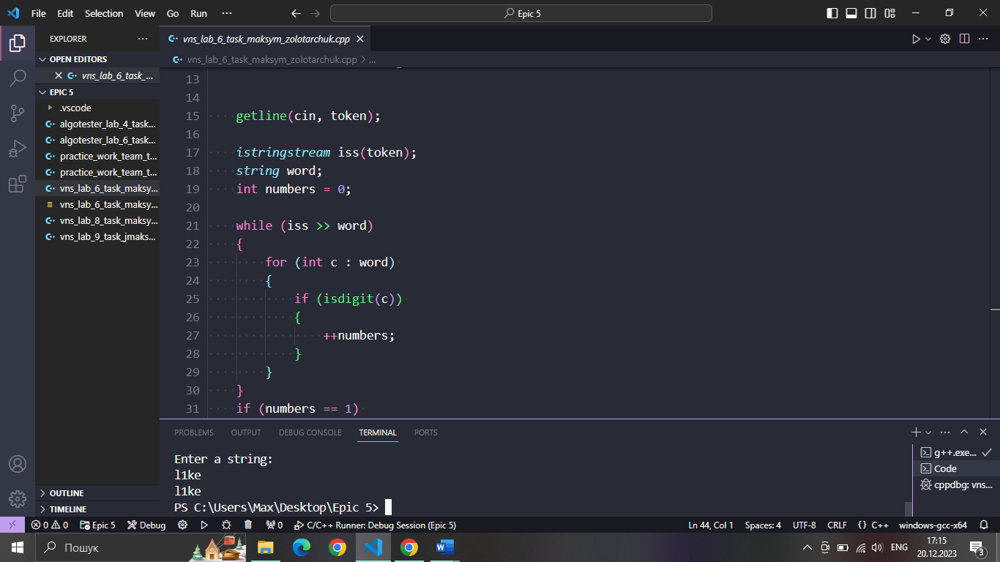 File Edit Selection View Go Run ··· Epic 5
EXPLORER ···
OPEN EDITORS
vns_lab_6_task_...
EPIC 5
.vscode
algotester_lab_4_task...
algotester_lab_6_task...
practice_work_team_t...
practice_work_team_t...
vns_lab_6_task_maksy...
vns_lab_6_task_maksy...
vns_lab_8_task_maksy...
vns_lab_9_task_jmaks...
OUTLINE
TIMELINE
vns_lab_6_task_maksym_zolotarchuk.cpp
vns_lab_6_task_maksym_zolotarchuk.cpp > ...
13
14
15 getline(cin, token);
16
17 istringstream iss(token);
18 string word;
19 int numbers = 0;
20
21 while (iss >> word)
22 {
23 for (int c : word)
24 {
25 if (isdigit(c))
26 {
27 ++numbers;
28 }
29 }
30 }
31 if (numbers == 1)
PROBLEMS OUTPUT DEBUG CONSOLE TERMINAL PORTS
Enter a string:
l1ke
l1ke
PS C:\Users\Max\Desktop\Epic 5>
g++.exe...
Code
cppdbg: vns...
0 0 Epic 5 Debug 0 C/C++ Runner: Debug Session (Epic 5) Ln 44, Col 1 Spaces: 4 UTF-8 CRLF {} C++ windows-gcc-x64
Пошук
ENG
17:15
20.12.2023
3